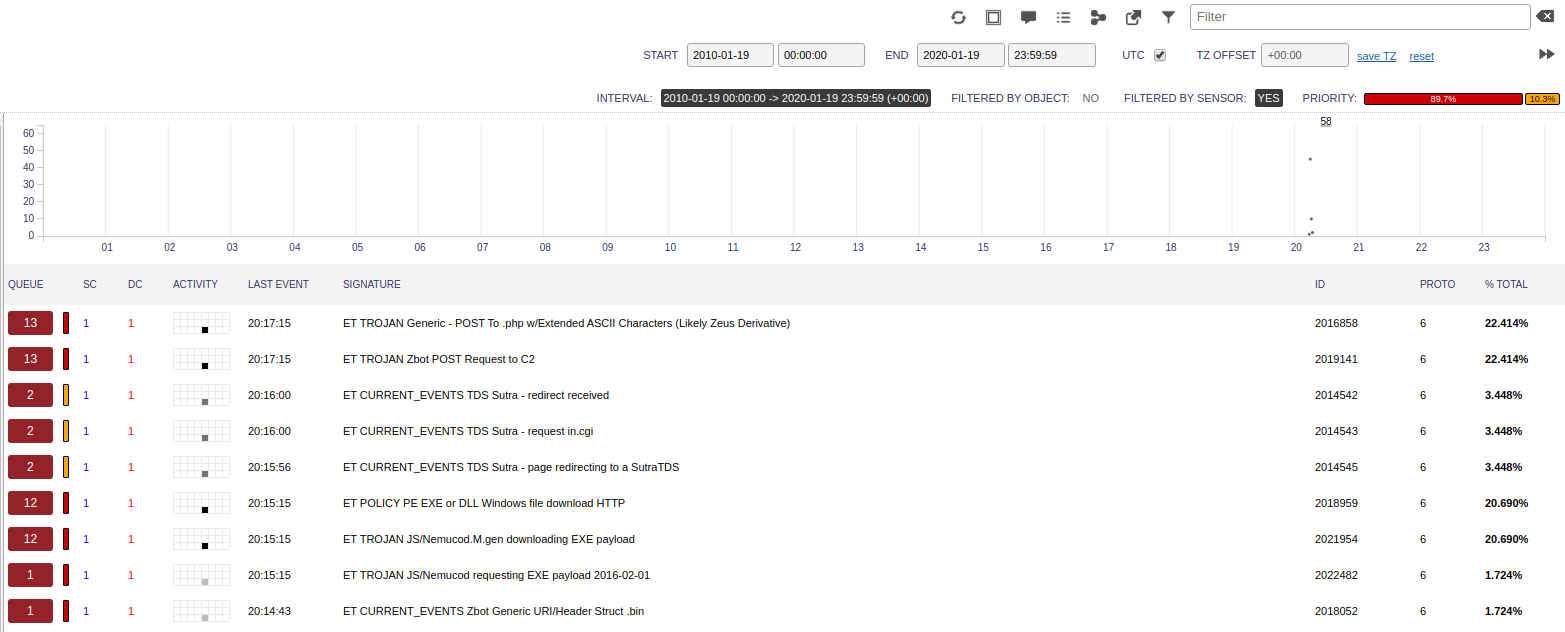 Filter
START 2010-01-19 00:00:00 END 2020-01-19 23:59:59 UTC TZ OFFSET +00:00 save TZ reset
INTERVAL: 2010-01-19 00:00:00 -> 2020-01-19 23:59:59 (+00:00) FILTERED BY OBJECT: NO FILTERED BY SENSOR: YES PRIORITY: 89.7% 10.3%
58
60
50
40
30
20
10
0
01 02 03 04 05 06 07 08 09 10 11 12 13 14 15 16 17 18 19 20 21 22 23
QUEUE SC DC ACTIVITY LAST EVENT SIGNATURE ID PROTO % TOTAL
13 1 1 20:17:15 ET TROJAN Generic - POST To .php w/Extended ASCII Characters (Likely Zeus Derivative) 2016858 6 22.414%
13 1 1 20:17:15 ET TROJAN Zbot POST Request to C2 2019141 6 22.414%
2 1 1 20:16:00 ET CURRENT_EVENTS TDS Sutra - redirect received 2014542 6 3.448%
2 1 1 20:16:00 ET CURRENT_EVENTS TDS Sutra - request in.cgi 2014543 6 3.448%
2 1 1 20:15:56 ET CURRENT_EVENTS TDS Sutra - page redirecting to a SutraTDS 2014545 6 3.448%
12 1 1 20:15:15 ET POLICY PE EXE or DLL Windows file download HTTP 2018959 6 20.690%
12 1 1 20:15:15 ET TROJAN JS/Nemucod.M.gen downloading EXE payload 2021954 6 20.690%
1 1 1 20:15:15 ET TROJAN JS/Nemucod requesting EXE payload 2016-02-01 2022482 6 1.724%
1 1 1 20:14:43 ET CURRENT_EVENTS Zbot Generic URI/Header Struct .bin 2018052 6 1.724%